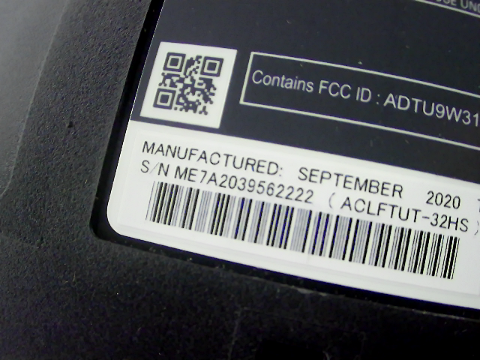 Contains FCC ID : ADTU9W31
MANUFACTURED: SEPTEMBER 2020
S/N ME7A2039562222 ( ACLFTUT-32HS )